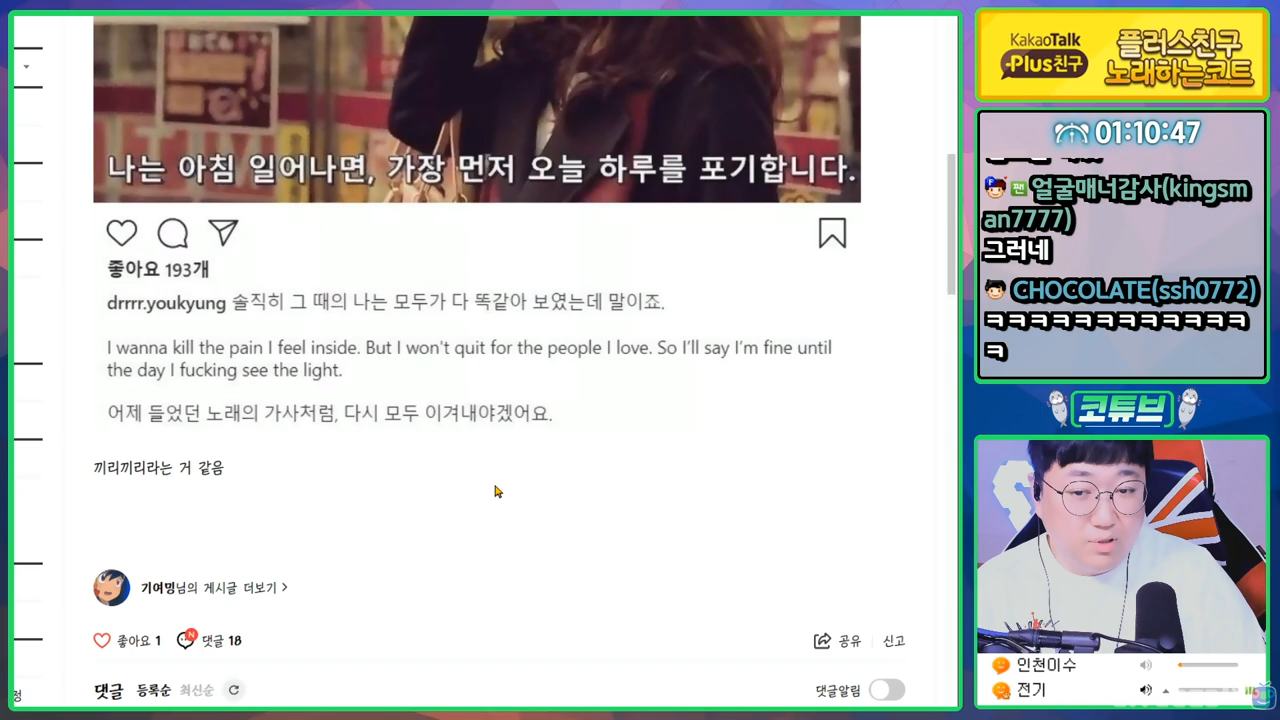 나는 아침 일어나면, 가장 먼저 오늘 하루를 포기합니다.
좋아요 193개
drrrr.youkyung 솔직히 그 때의 나는 모두가 다 똑같아 보였는데 말이죠.
I wanna kill the pain I feel inside. But I won't quit for the people I love. So I'll say I'm fine until
the day I fucking see the light.
어제 들었던 노래의 가사처럼, 다시 모두 이겨내야겠어요.
끼리끼리라는 거 같음
기여밍님의 게시글 더보기 >
좋아요 1 N 댓글 18
공유 신고
댓글 등록순 최신순
댓글알림
KakaoTalk
Plus친구
플러스친구
노래하는코트
01:10:47
F 팬 얼굴매너감사(kingsm
an7777)
그러네
CHOCOLATE(ssh0772)
ㅋㅋㅋㅋㅋㅋㅋㅋㅋㅋㅋㅋ
ㅋ
코튜브
인천이수
전기